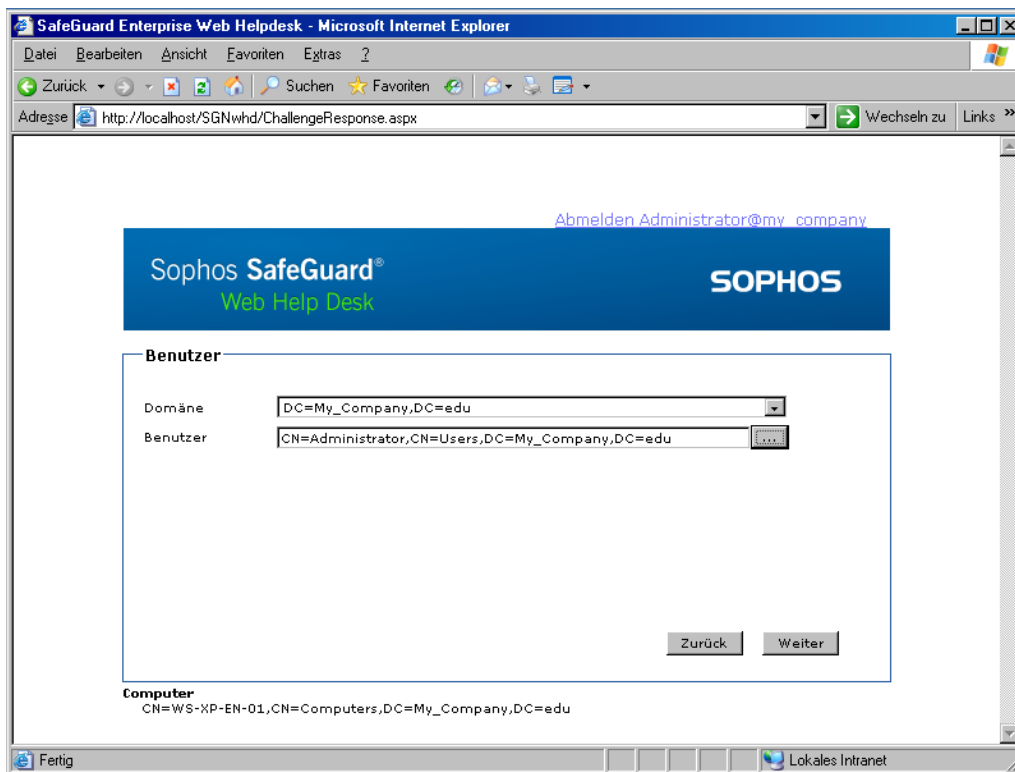 SafeGuard Enterprise Web Helpdesk - Microsoft Internet Explorer
Datei Bearbeiten Ansicht Favoriten Extras ?
Zurück Suchen Favoriten
Adresse http://localhost/SGNwhd/ChallengeResponse.aspx Wechseln zu Links »
Abmelden Administrator@my_company
Sophos SafeGuard® SOPHOS
Web Help Desk
Benutzer
Domäne DC=My_Company,DC=edu
Benutzer CN=Administrator,CN=Users,DC=My_Company,DC=edu ...
Zurück Weiter
Computer
CN=WS-XP-EN-01,CN=Computers,DC=My_Company,DC=edu
Fertig Lokales Intranet